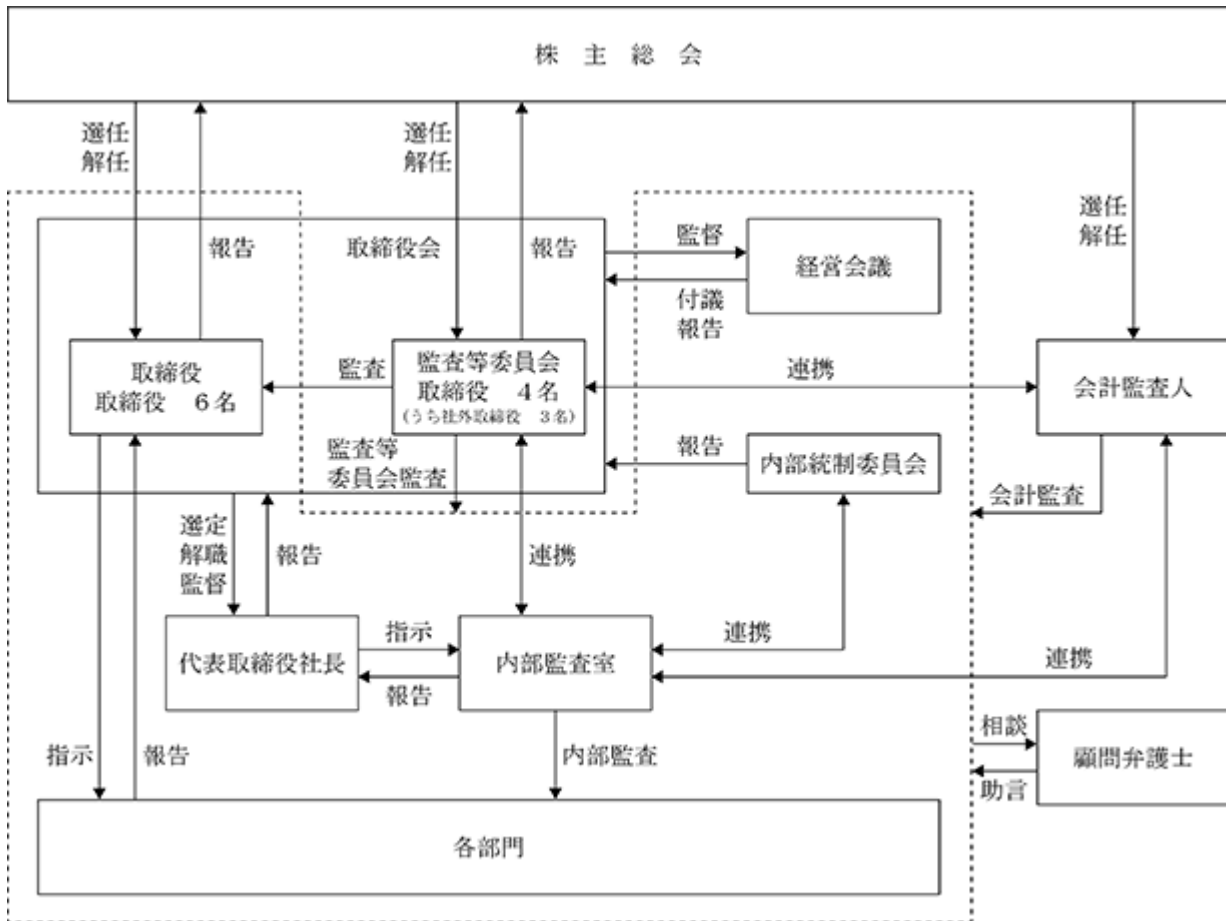 株 主 総 会
選任
解任
選任
解任
選任
解任
報告
取締役会
報告
監督
付議
報告
経営会議
取締役
取締役 6名
監査
監査等委員会
取締役 4名
(うち社外取締役 3名)
連携
会計監査人
監査等
委員会監査
報告
内部統制委員会
会計監査
選定
解職
監督
報告
連携
代表取締役社長
指示
報告
内部監査室
連携
連携
指示
報告
内部監査
相談
助言
顧問弁護士
各部門